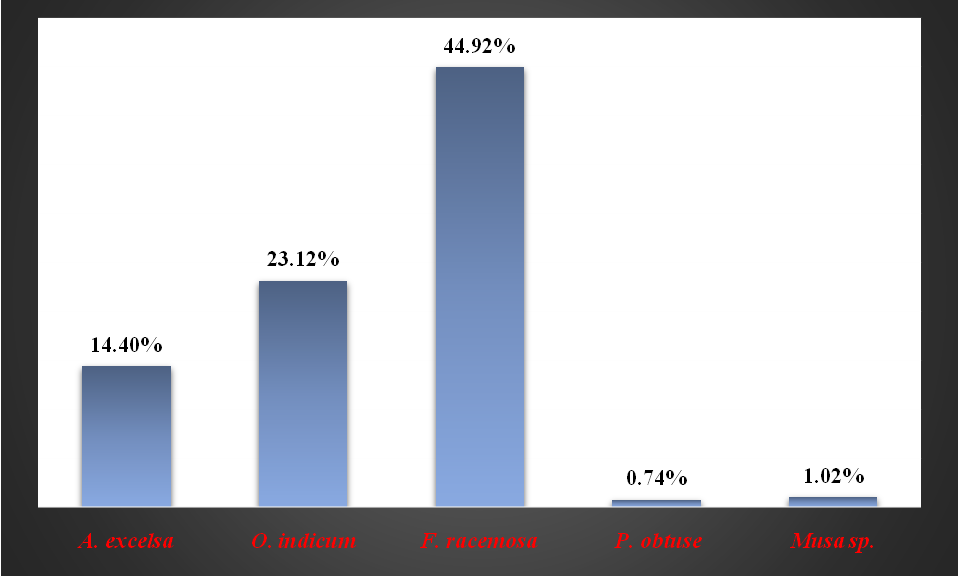 44.92%
23.12%
14.40%
0.74%
1.02%
A. excelsa
O. indicum
F. racemosa
P. obtuse
Musa sp.